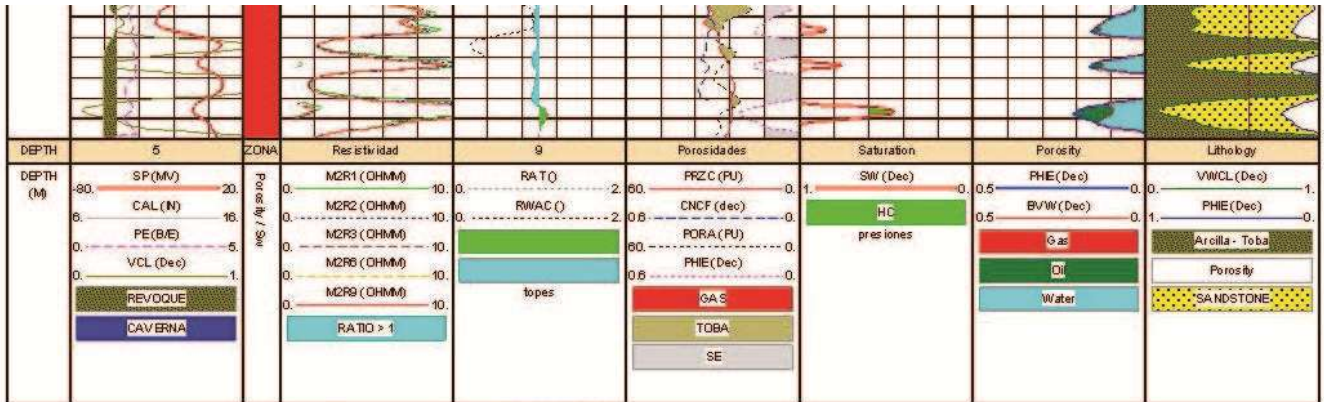 DEPTH 5 ZONA Resistividad 9 Porosidades Saturation Porosity Lithology
DEPTH
(M)
SP(MV)
-80. 20.
CAL(IN)
6. 16.
PE(B/E)
0. 5.
VCL(Dec)
0. 1.
REVOQUE
CAVERNA
Porosity / Sw
M2R1(OHMM)
0. 10.
M2R2(OHMM)
0. 10.
M2R3(OHMM)
0. 10.
M2R6(OHMM)
0. 10.
M2R9(OHMM)
0. 10.
RATIO > 1
RAT()
0. 2.
RWAC()
0. 2.
topes
PRZC(PU)
60. 0.
CNCF(dec)
0.6 0.
PORA(PU)
60. 0.
PHIE(Dec)
0.6 0.
GAS
TOBA
SE
SW(Dec)
1. 0.
HC
presiones
PHIE(Dec)
0.5 0.
BVW(Dec)
0.5 0.
Gas
Oil
Water
VWCL(Dec)
0. 1.
PHIE(Dec)
1. 0.
Arcilla - Toba
Porosity
SANDSTONE